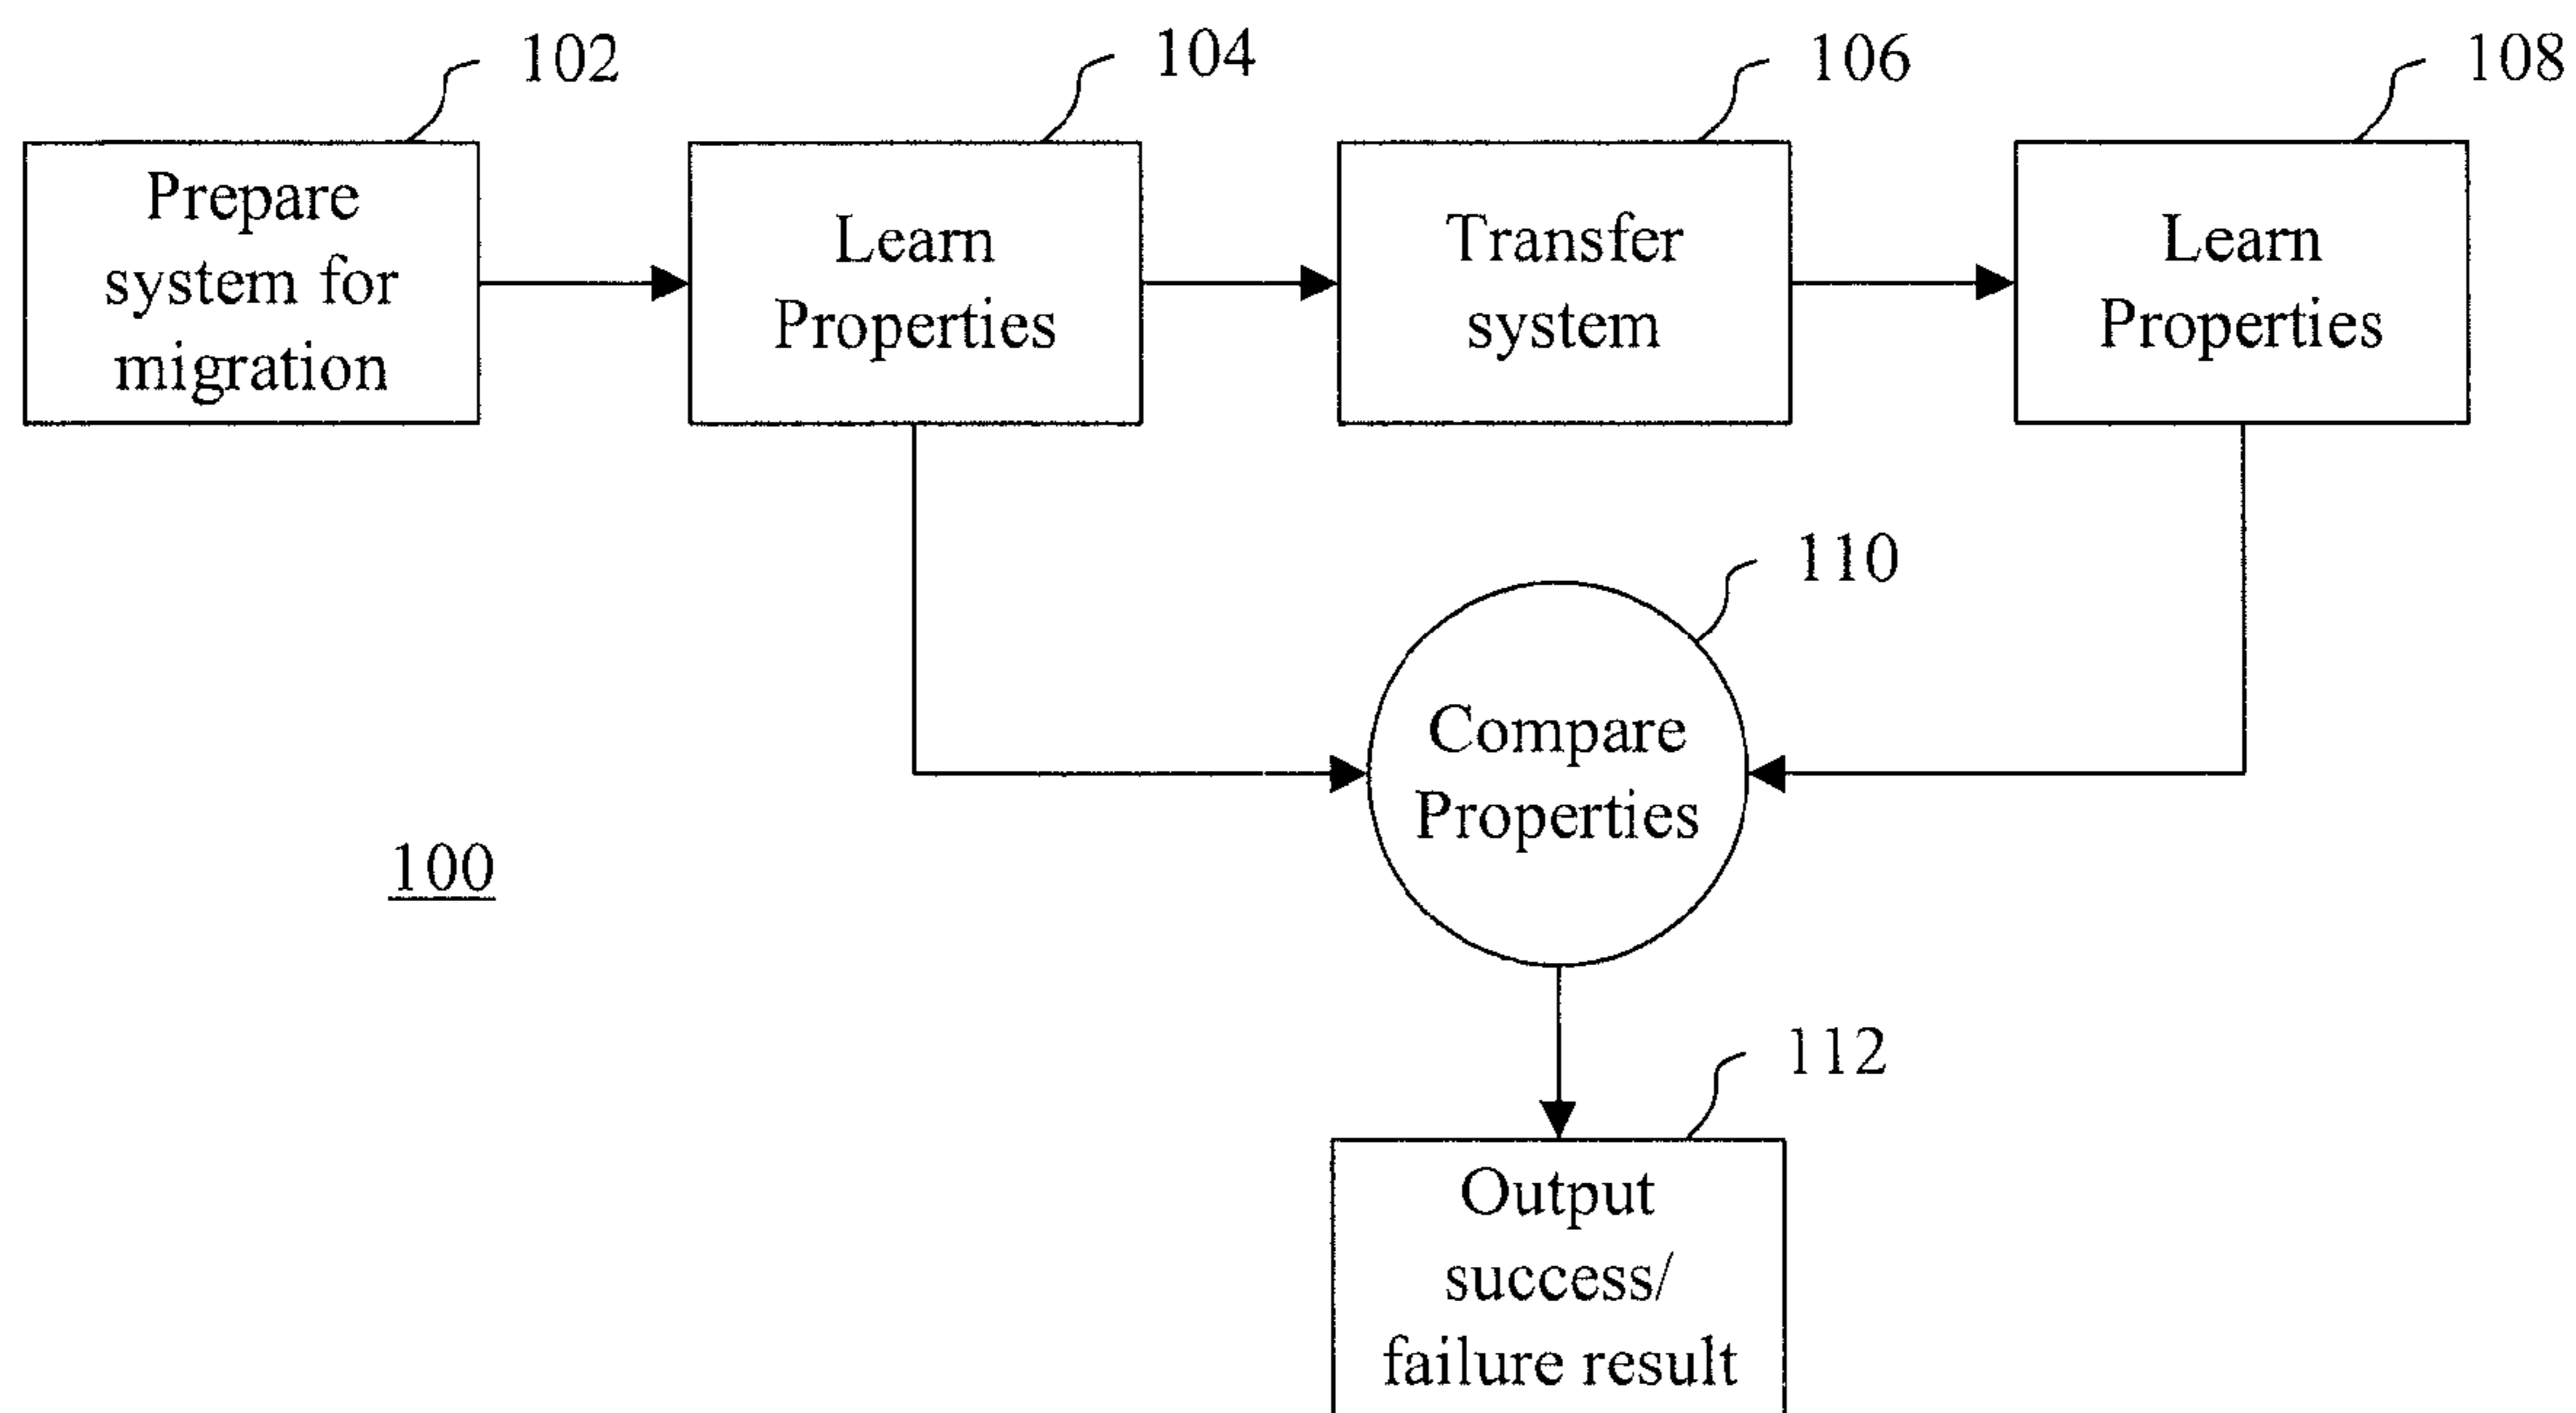 102
104
106
108
Prepare
system for
migration
Learn
Properties
Transfer
system
Learn
Properties
110
Compare
Properties
100
112
Output
success/
failure result